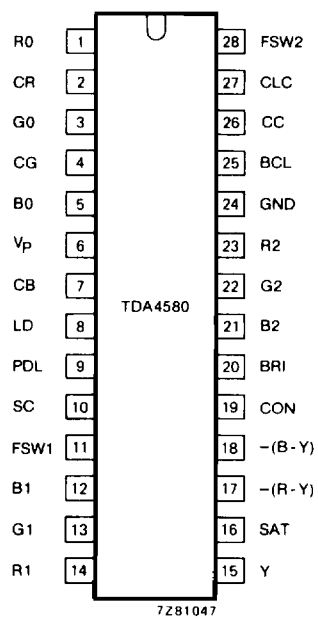 R0 1 28 FSW2
CR 2 27 CLC
G0 3 26 CC
CG 4 25 BCL
B0 5 24 GND
VP 6 23 R2
CB 7 22 G2
TDA4580
LD 8 21 B2
PDL 9 20 BRI
SC 10 19 CON
FSW1 11 18 -(B-Y)
B1 12 17 -(R-Y)
G1 13 16 SAT
R1 14 15 Y
7Z81047